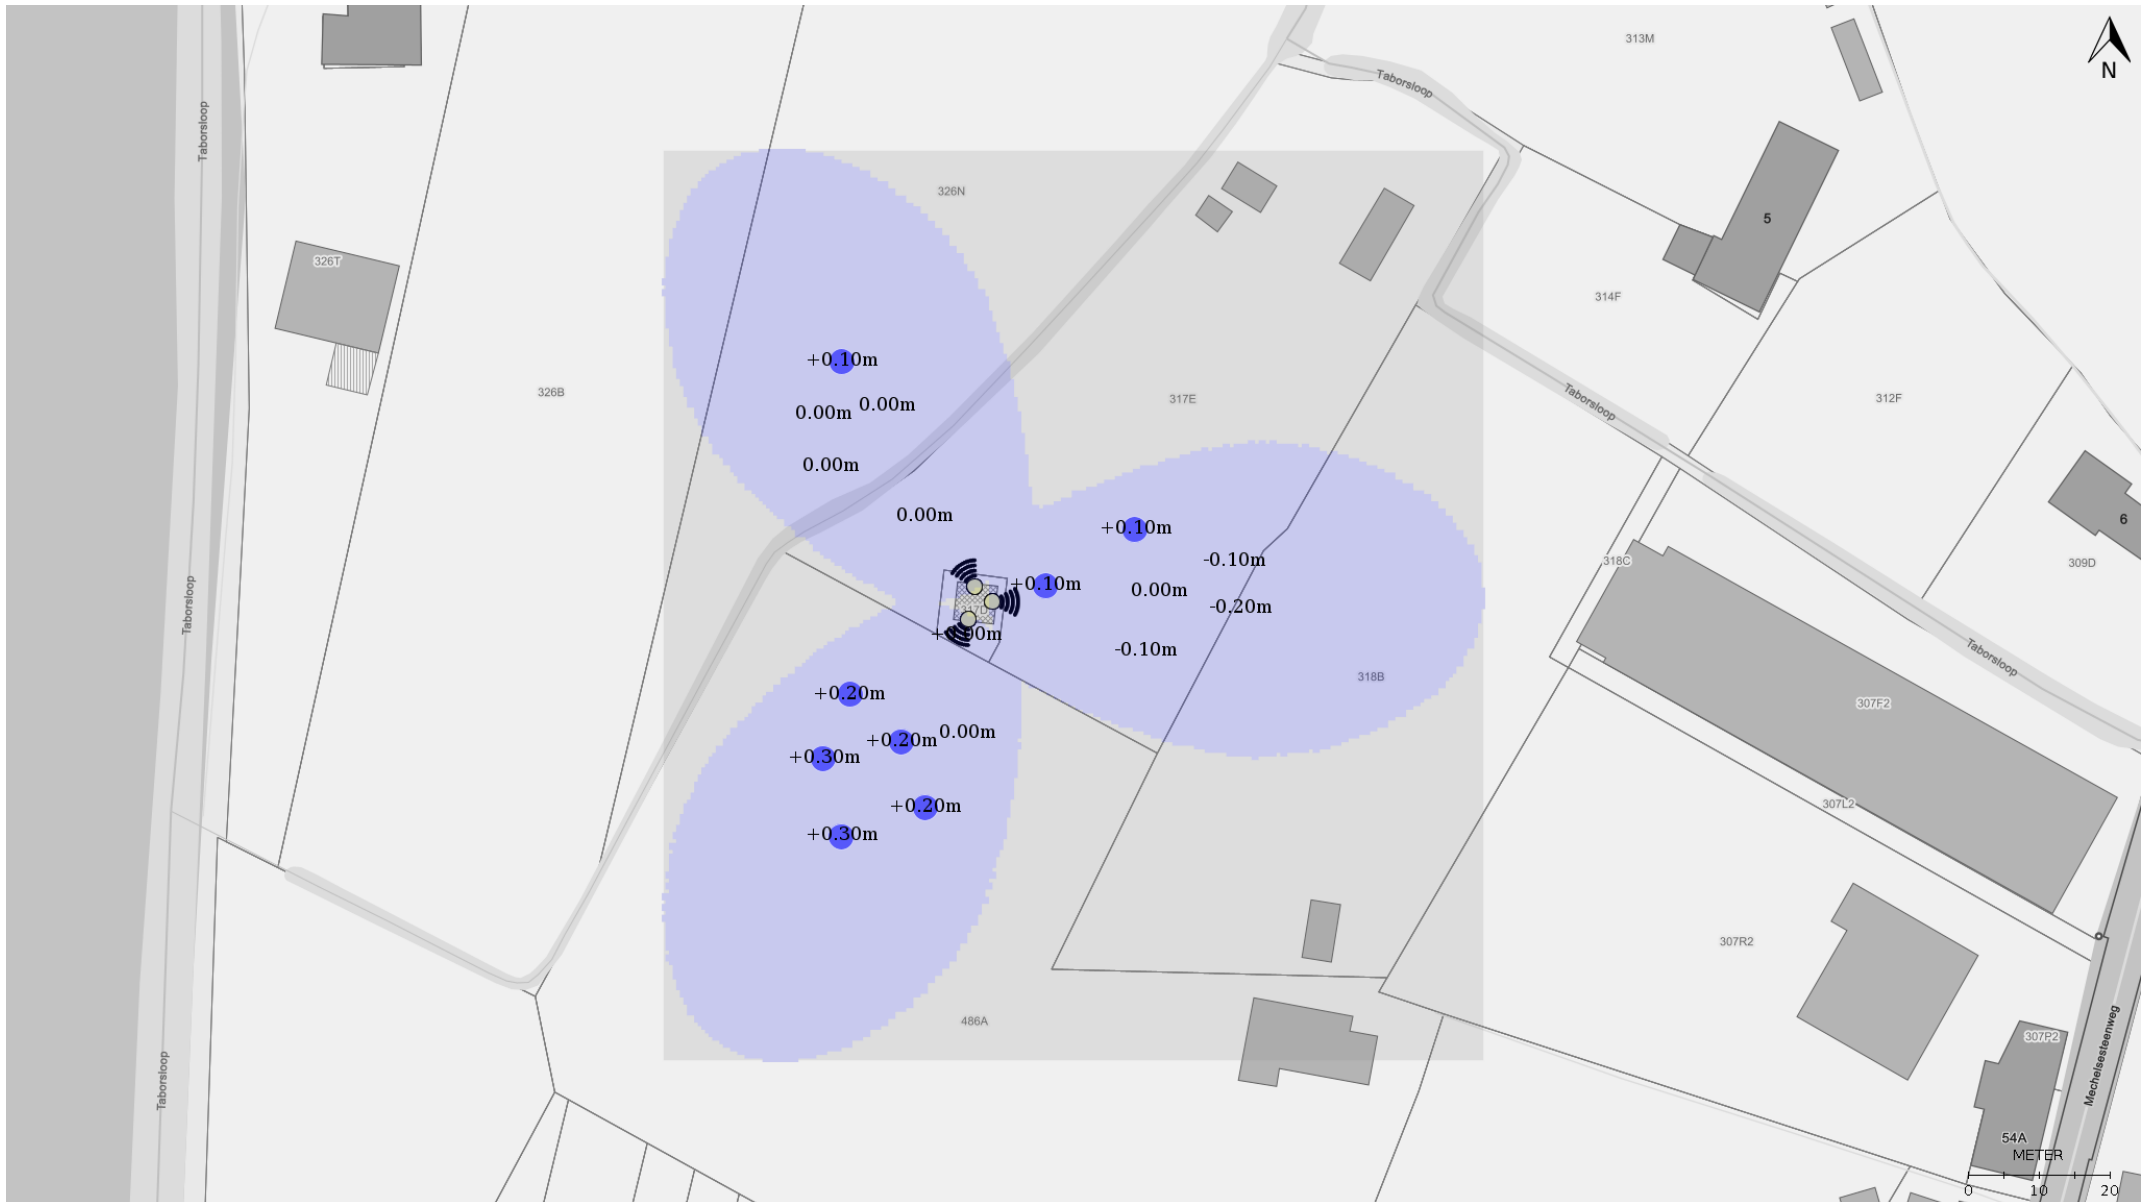 313M
N
Taborsloop
Taborsloop
326N
5
326T
314F
+0.10m
326B
317E
312F
0.00m
0.00m
Taborsloop
0.00m
0.00m
6
+0.10m
-0.10m
318C
309D
+0.10m
0.00m
Taborsloop
317D
-0.20m
-0.10m
Taborsloop
318B
+0.20m
307F2
0.00m
+0.20m
+0.30m
307L2
+0.20m
+0.30m
307R2
486A
307P2
Mechelsesteenweg
Taborsloop
54A
METER
0 10 20